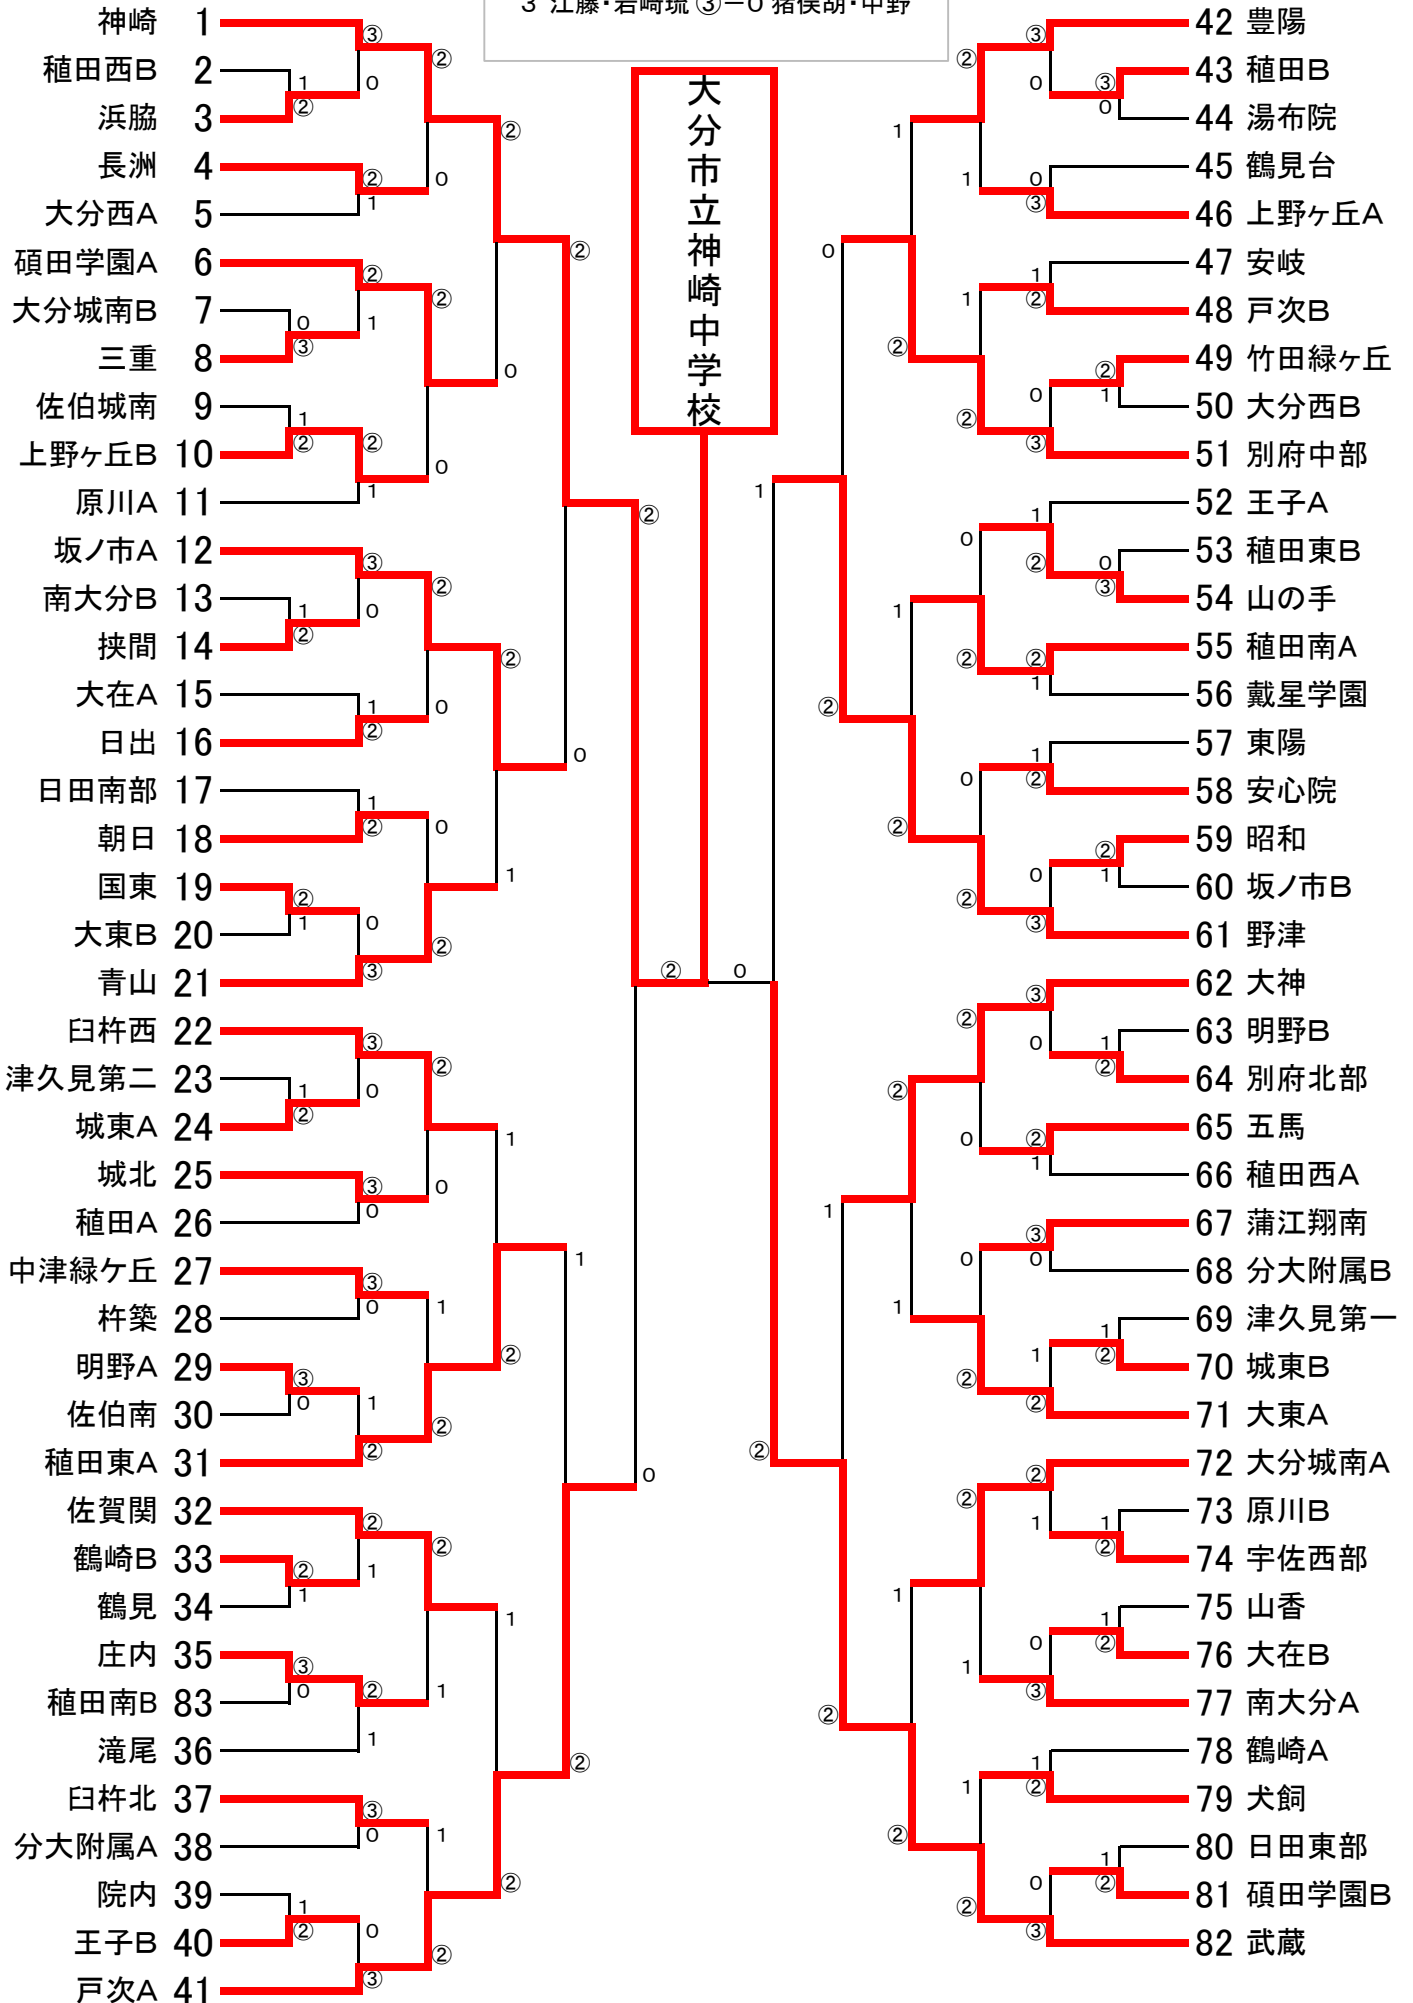 3 江藤・岩崎琉 ③－0 猪俣胡・中野
大分市立神崎中学校
神崎 1
稙田西B 2
浜脇 3
長洲 4
大分西A 5
碩田学園A 6
大分城南B 7
三重 8
佐伯城南 9
上野ヶ丘B 10
原川A 11
坂ノ市A 12
南大分B 13
挾間 14
大在A 15
日出 16
日田南部 17
朝日 18
国東 19
大東B 20
青山 21
臼杵西 22
津久見第二 23
城東A 24
城北 25
稙田A 26
中津緑ケ丘 27
杵築 28
明野A 29
佐伯南 30
稙田東A 31
佐賀関 32
鶴崎B 33
鶴見 34
庄内 35
稙田南B 83
滝尾 36
臼杵北 37
分大附属A 38
院内 39
王子B 40
戸次A 41
42 豊陽
43 稙田B
44 湯布院
45 鶴見台
46 上野ヶ丘A
47 安岐
48 戸次B
49 竹田緑ヶ丘
50 大分西B
51 別府中部
52 王子A
53 稙田東B
54 山の手
55 稙田南A
56 戴星学園
57 東陽
58 安心院
59 昭和
60 坂ノ市B
61 野津
62 大神
63 明野B
64 別府北部
65 五馬
66 稙田西A
67 蒲江翔南
68 分大附属B
69 津久見第一
70 城東B
71 大東A
72 大分城南A
73 原川B
74 宇佐西部
75 山香
76 大在B
77 南大分A
78 鶴崎A
79 犬飼
80 日田東部
81 碩田学園B
82 武蔵